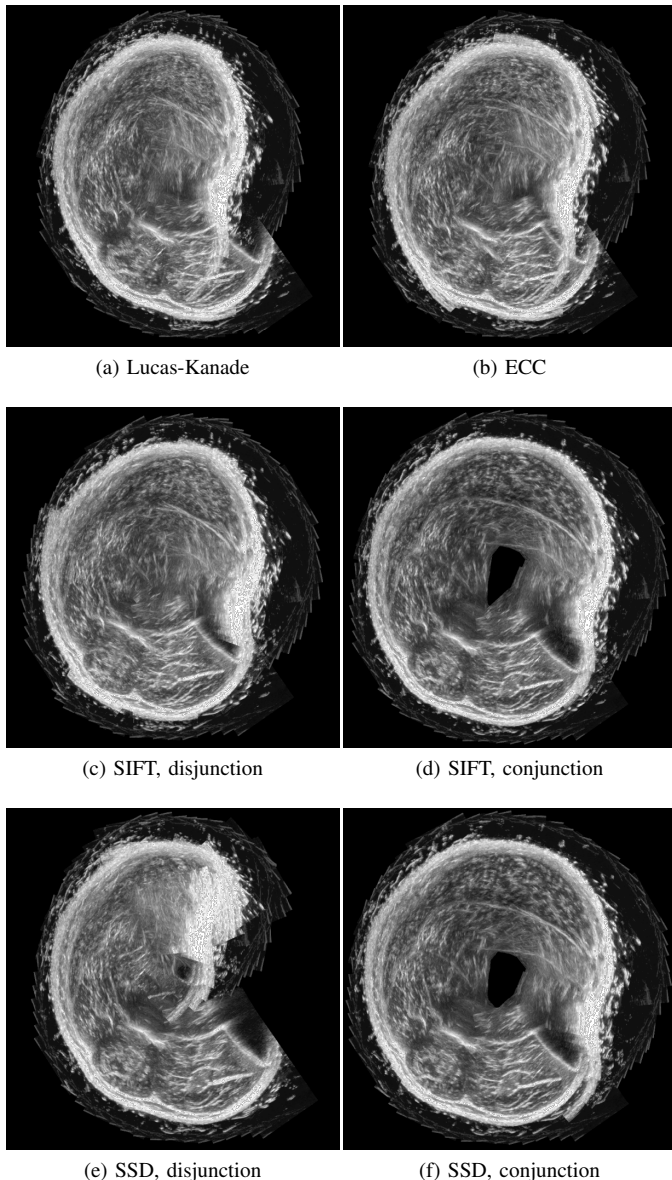 (a) Lucas-Kanade
(b) ECC
(c) SIFT, disjunction
(d) SIFT, conjunction
(e) SSD, disjunction
(f) SSD, conjunction